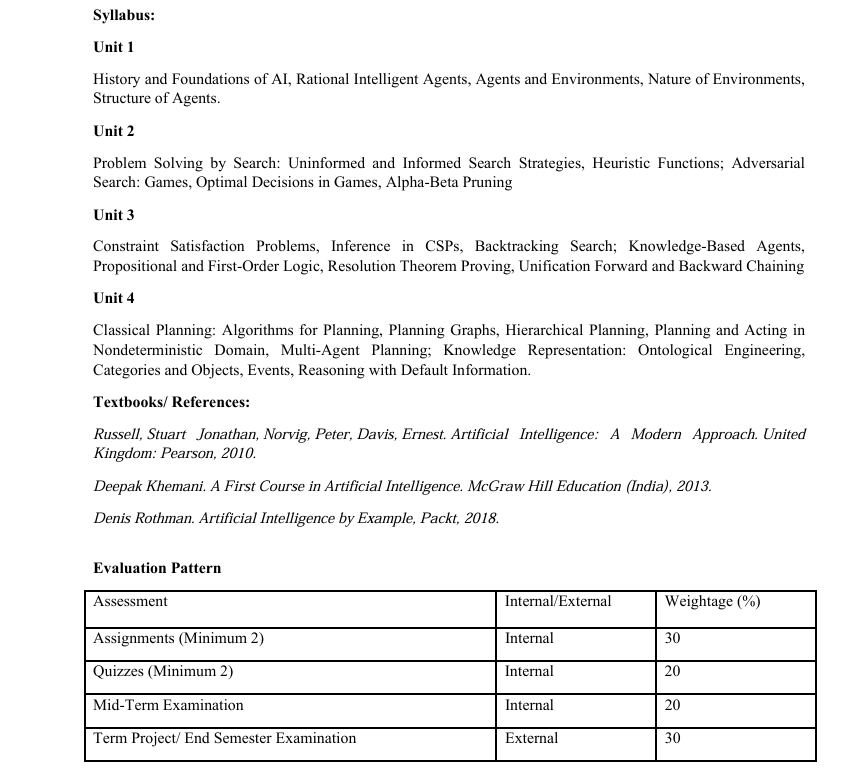 Syllabus:
Unit 1
History and Foundations of AI, Rational Intelligent Agents, Agents and Environments, Nature of Environments,
Structure of Agents.
Unit 2
Problem Solving by Search: Uninformed and Informed Search Strategies, Heuristic Functions; Adversarial
Search: Games, Optimal Decisions in Games, Alpha-Beta Pruning
Unit 3
Constraint Satisfaction Problems, Inference in CSPs, Backtracking Search; Knowledge-Based Agents,
Propositional and First-Order Logic, Resolution Theorem Proving, Unification Forward and Backward Chaining
Unit 4
Classical Planning: Algorithms for Planning, Planning Graphs, Hierarchical Planning, Planning and Acting in
Nondeterministic Domain, Multi-Agent Planning; Knowledge Representation: Ontological Engineering,
Categories and Objects, Events, Reasoning with Default Information.
Textbooks/ References:
Russell, Stuart Jonathan, Norvig, Peter, Davis, Ernest. Artificial Intelligence: A Modern Approach. United
Kingdom: Pearson, 2010.
Deepak Khemani. A First Course in Artificial Intelligence. McGraw Hill Education (India), 2013.
Denis Rothman. Artificial Intelligence by Example, Packt, 2018.
Evaluation Pattern
Assessment Internal/External Weightage (%)
Assignments (Minimum 2) Internal 30
Quizzes (Minimum 2) Internal 20
Mid-Term Examination Internal 20
Term Project/ End Semester Examination External 30